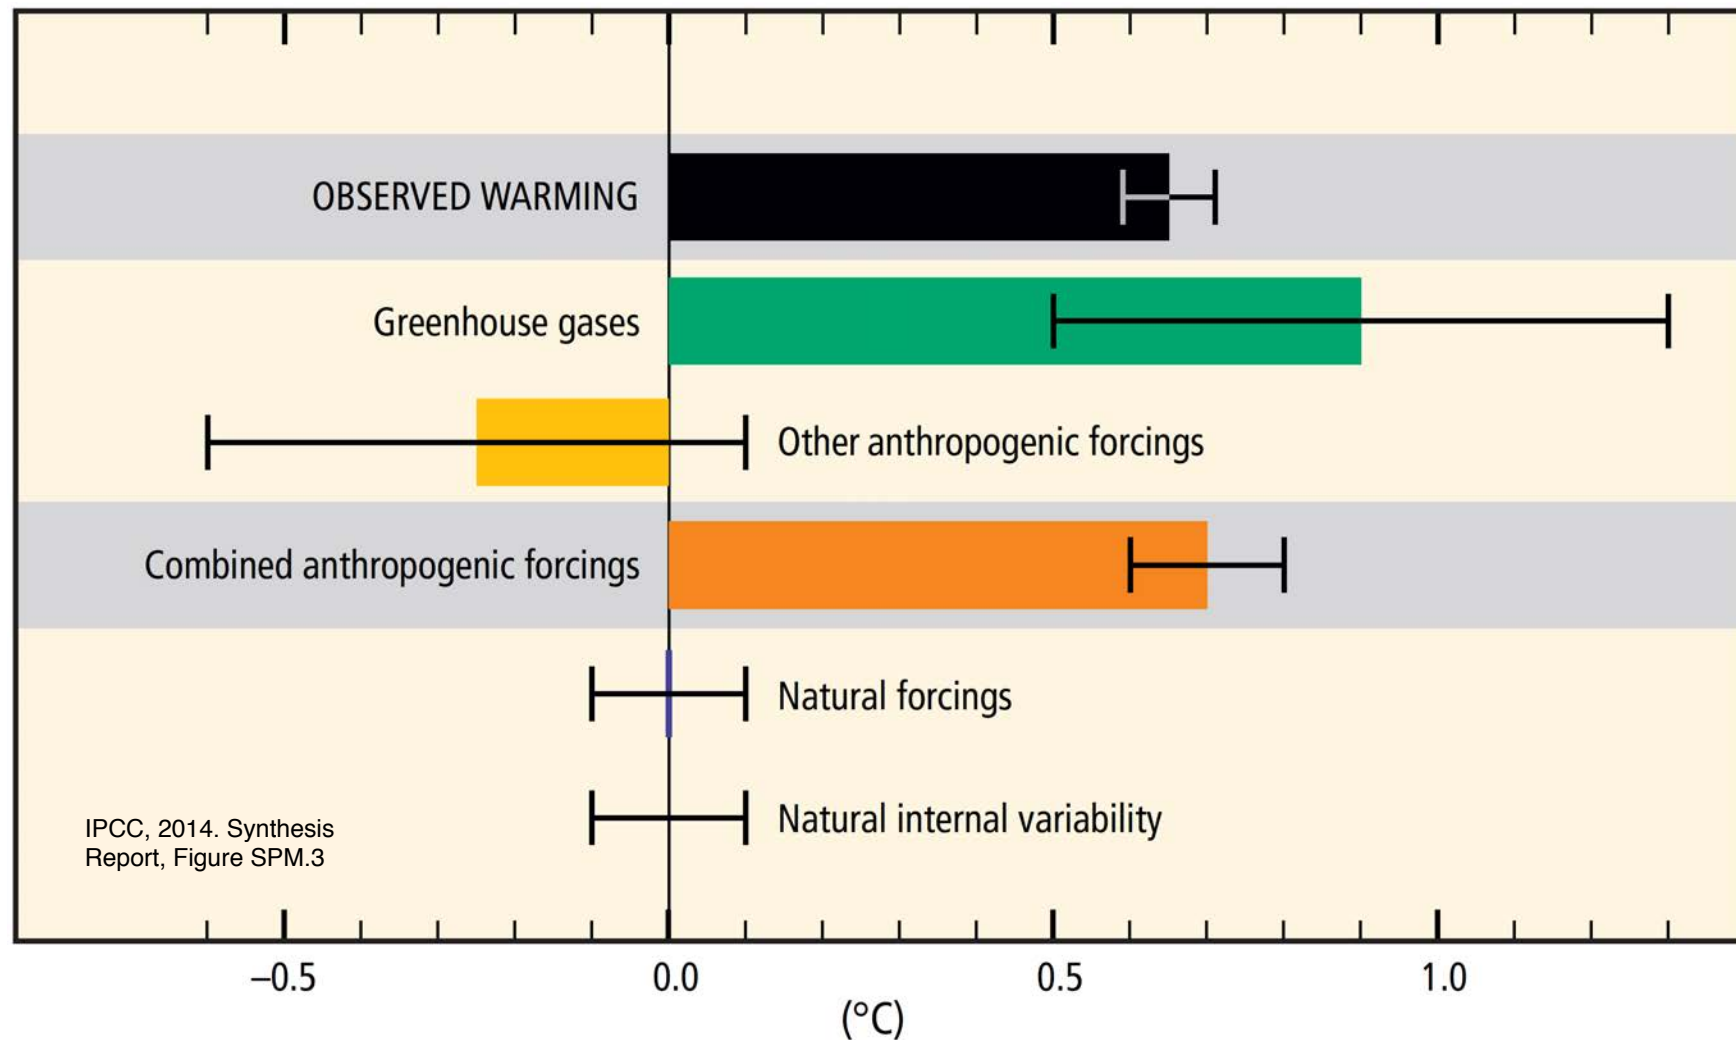 OBSERVED WARMING
Greenhouse gases
Other anthropogenic forcings
Combined anthropogenic forcings
Natural forcings
Natural internal variability
IPCC, 2014. Synthesis
Report, Figure SPM.3
–0.5 0.0 0.5 1.0
(°C)